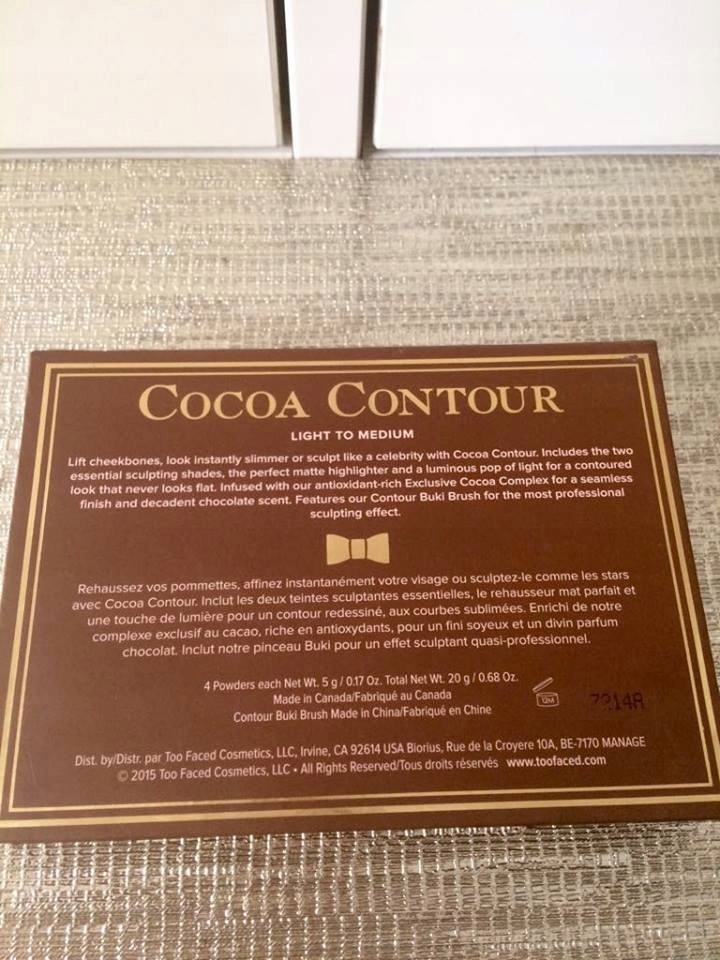 COCOA CONTOUR
LIGHT TO MEDIUM
Lift cheekbones, look instantly slimmer or sculpt like a celebrity with Cocoa Contour. Includes the two
essential sculpting shades, the perfect matte highlighter and a luminous pop of light for a contoured
look that never looks flat. Infused with our antioxidant-rich Exclusive Cocoa Complex for a seamless
finish and decadent chocolate scent. Features our Contour Buki Brush for the most professional
sculpting effect.
Rehaussez vos pommettes, affinez instantanément votre visage ou sculptez-le comme les stars
avec Cocoa Contour. Inclut les deux teintes sculptantes essentielles, le rehausseur mat parfait et
une touche de lumière pour un contour redessiné, aux courbes sublimées. Enrichi de notre
complexe exclusif au cacao, riche en antioxydants, pour un fini soyeux et un divin parfum
chocolat. Inclut notre pinceau Buki pour un effet sculptant quasi-professionnel.
4 Powders each Net Wt. 5 g / 0.17 Oz. Total Net Wt. 20 g / 0.68 Oz.
Made in Canada/Fabriqué au Canada
Contour Buki Brush Made in China/Fabriqué en Chine
12M
Dist. by/Distr. par Too Faced Cosmetics, LLC, Irvine, CA 92614 USA Biorius, Rue de la Croyere 10A, BE-7170 MANAGE
© 2015 Too Faced Cosmetics, LLC • All Rights Reserved/Tous droits réservés www.toofaced.com